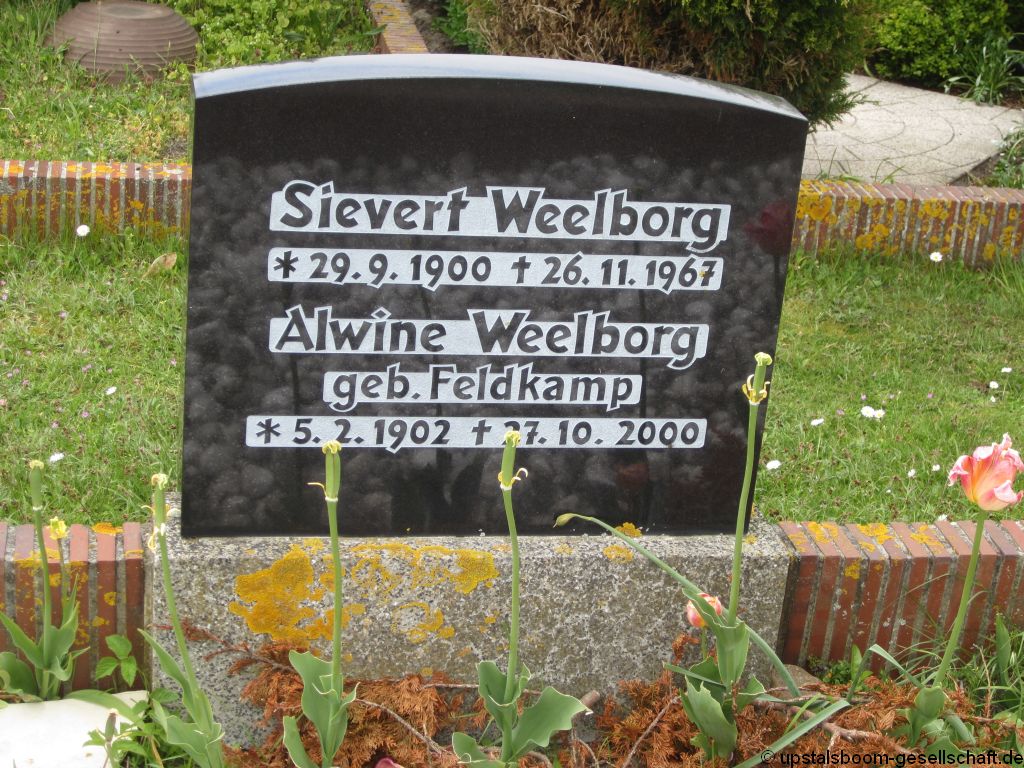 Sievert Weelborg
* 29. 9. 1900 † 26. 11. 1967
Alwine Weelborg
geb. Feldkamp
* 5. 2. 1902 † 27. 10. 2000
© upstalsboom-gesellschaft.de